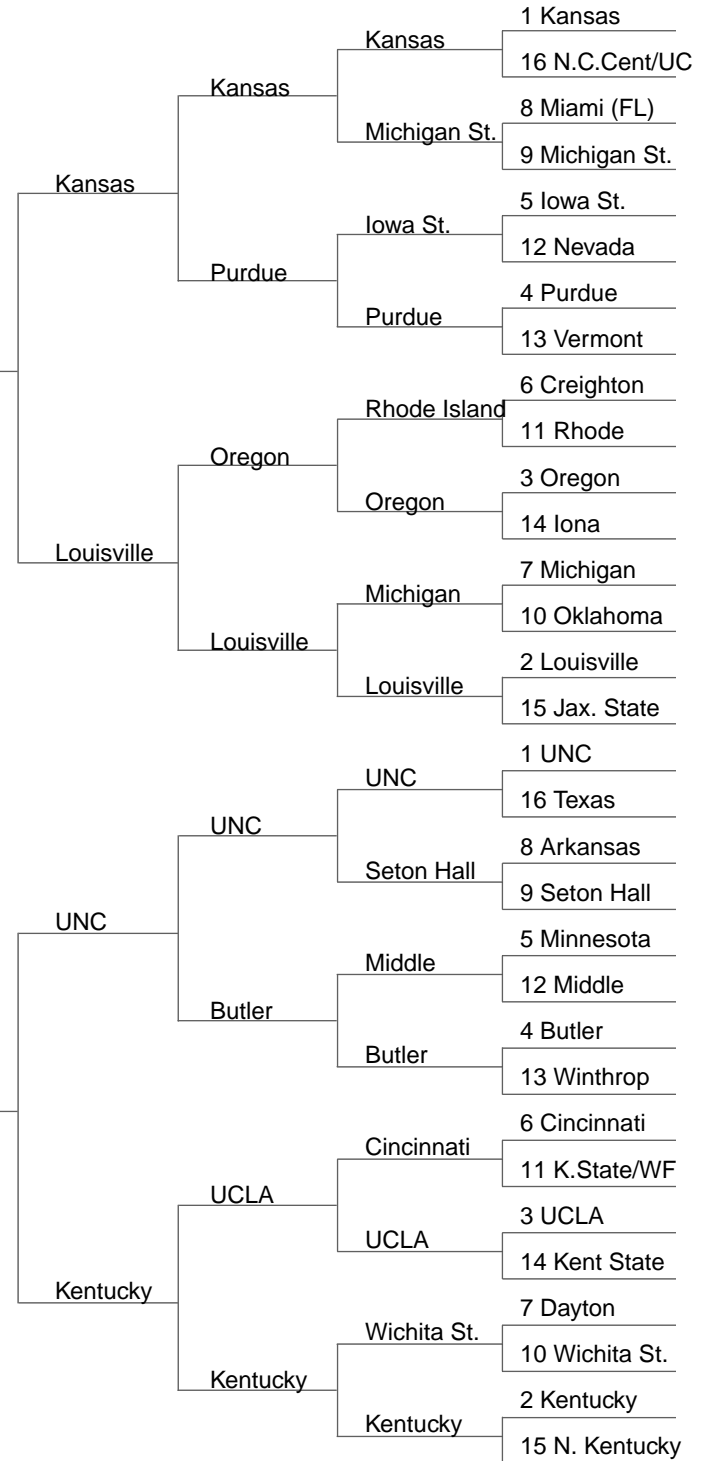 1 Kansas
Kansas
16 N.C.Cent/UC
Kansas
8 Miami (FL)
Michigan St.
9 Michigan St.
Kansas
5 Iowa St.
Iowa St.
12 Nevada
Purdue
4 Purdue
Purdue
13 Vermont
6 Creighton
Rhode Island
11 Rhode
Oregon
3 Oregon
Oregon
14 Iona
Louisville
7 Michigan
Michigan
10 Oklahoma
Louisville
2 Louisville
Louisville
15 Jax. State
1 UNC
UNC
16 Texas
UNC
8 Arkansas
Seton Hall
9 Seton Hall
UNC
5 Minnesota
Middle
12 Middle
Butler
4 Butler
Butler
13 Winthrop
6 Cincinnati
Cincinnati
11 K.State/WF
UCLA
3 UCLA
UCLA
14 Kent State
Kentucky
7 Dayton
Wichita St.
10 Wichita St.
Kentucky
2 Kentucky
Kentucky
15 N. Kentucky